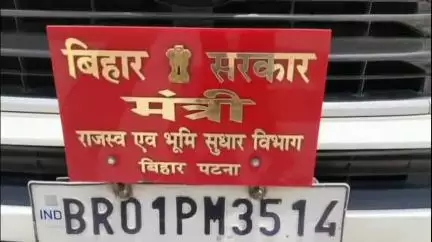 बिहार सरकार
मंत्री
राजस्व एव भूमि सुधार विभाग
बिहार पटना
IND BR01PM3514